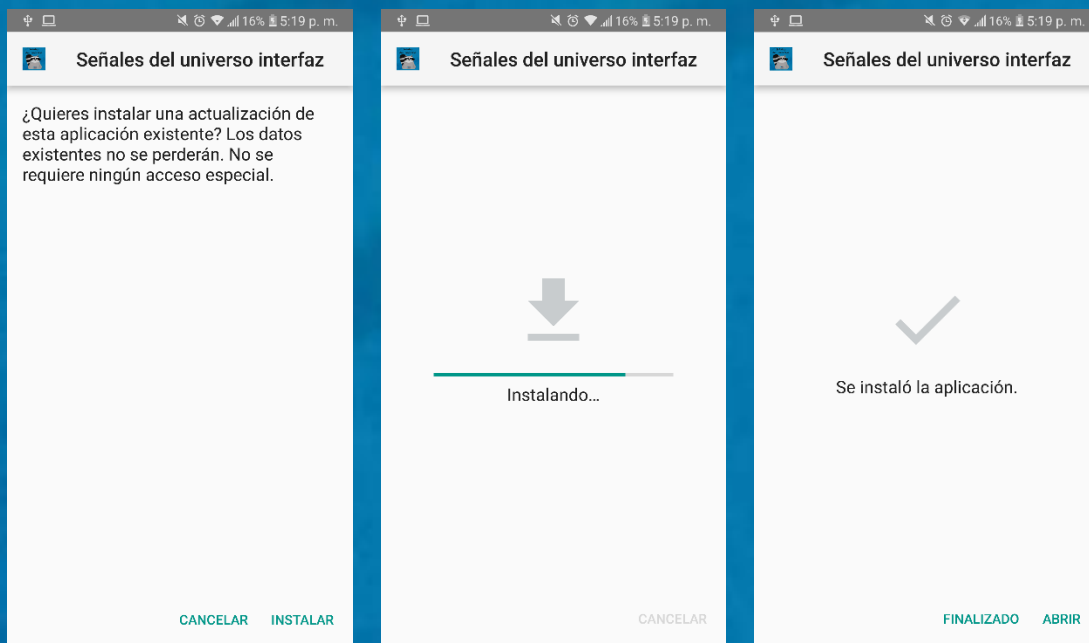 16% 5:19 p. m.
Señales del universo interfaz
¿Quieres instalar una actualización de
esta aplicación existente? Los datos
existentes no se perderán. No se
requiere ningún acceso especial.
CANCELAR INSTALAR
16% 5:19 p. m.
Señales del universo interfaz
Instalando...
CANCELAR
16% 5:19 p. m.
Señales del universo interfaz
Se instaló la aplicación.
FINALIZADO ABRIR